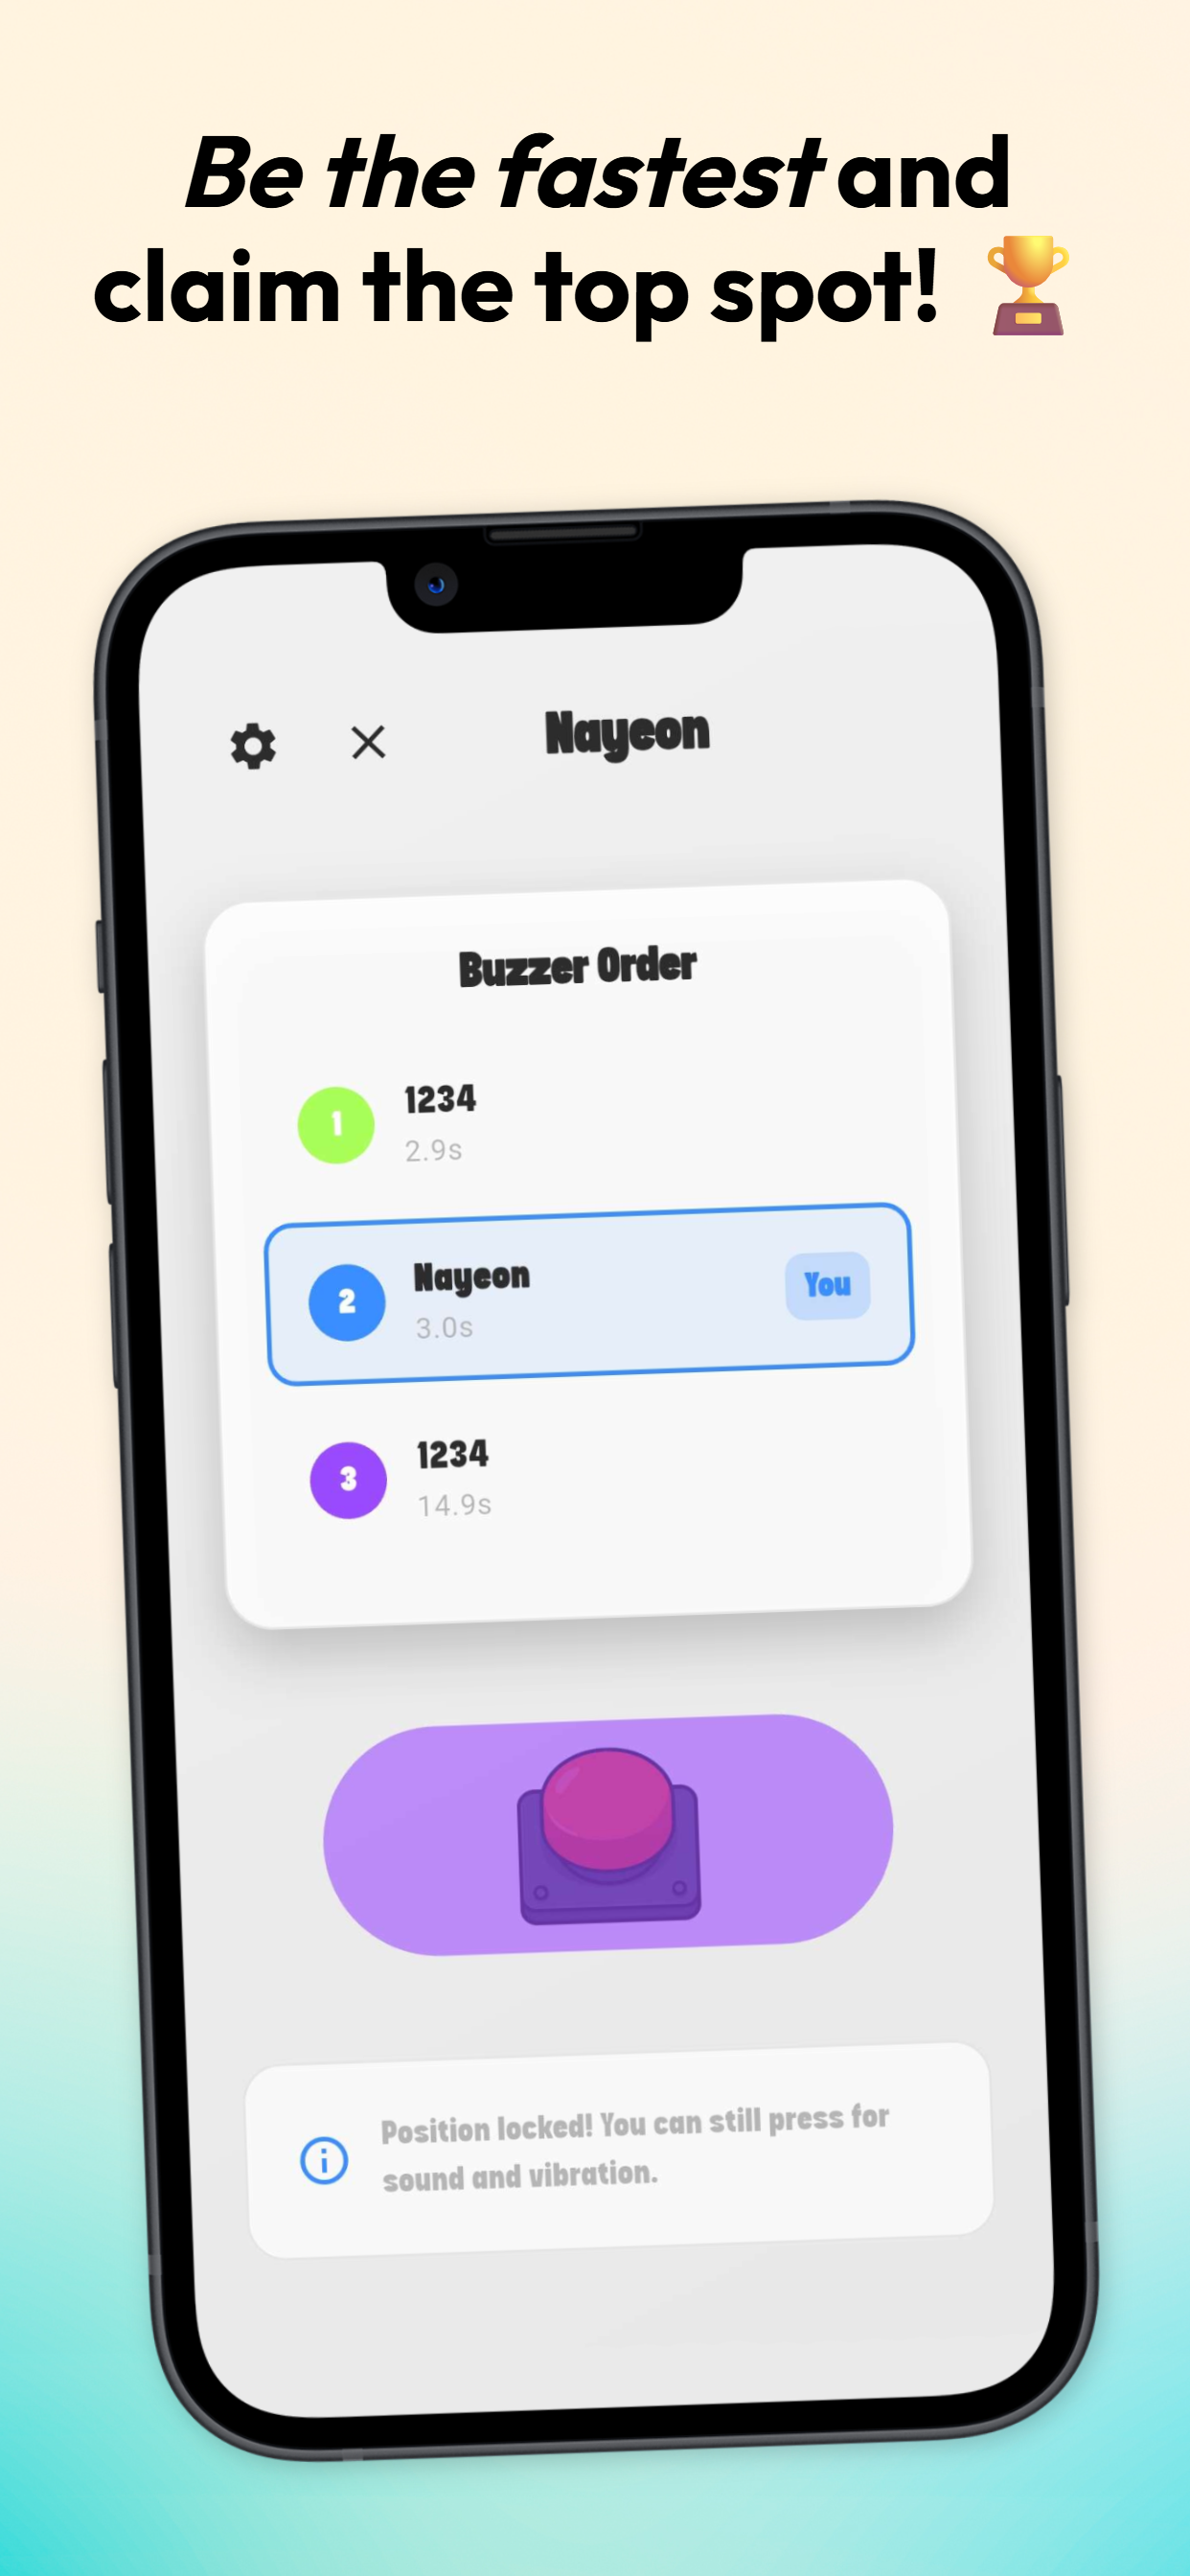 Be the fastest and
claim the top spot! 🏆
Nayeon
Buzzer Order
1
1234
2.9s
2
Nayeon
3.0s
You
3
1234
14.9s
Position locked! You can still press for
sound and vibration.